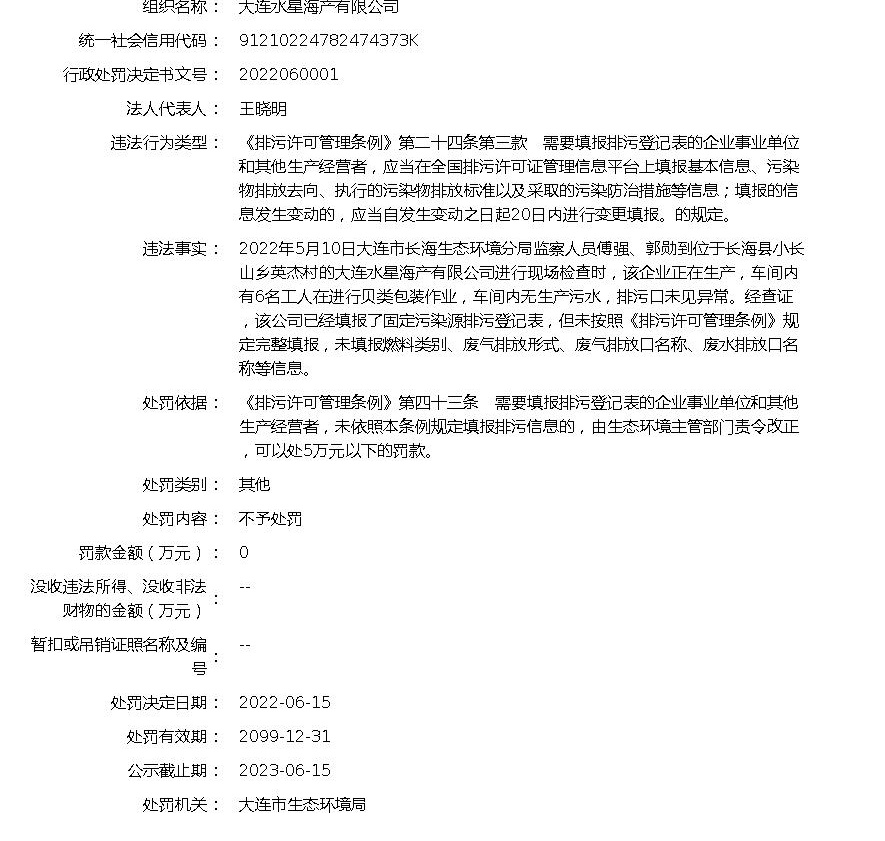 组织名称： 大连水星海产有限公司
统一社会信用代码： 91210224782474373K
行政处罚决定书文号： 2022060001
法人代表人： 王晓明
违法行为类型： 《排污许可管理条例》第二十四条第三款　需要填报排污登记表的企业事业单位
和其他生产经营者，应当在全国排污许可证管理信息平台上填报基本信息、污染
物排放去向、执行的污染物排放标准以及采取的污染防治措施等信息；填报的信
息发生变动的，应当自发生变动之日起20日内进行变更填报。的规定。
违法事实： 2022年5月10日大连市长海生态环境分局监察人员傅强、郭勋到位于长海县小长
山乡英杰村的大连水星海产有限公司进行现场检查时，该企业正在生产，车间内
有6名工人在进行贝类包装作业，车间内无生产污水，排污口未见异常。经查证
，该公司已经填报了固定污染源排污登记表，但未按照《排污许可管理条例》规
定完整填报，未填报燃料类别、废气排放形式、废气排放口名称、废水排放口名
称等信息。
处罚依据： 《排污许可管理条例》第四十三条　需要填报排污登记表的企业事业单位和其他
生产经营者，未依照本条例规定填报排污信息的，由生态环境主管部门责令改正
，可以处5万元以下的罚款。
处罚类别： 其他
处罚内容： 不予处罚
罚款金额（万元）： 0
没收违法所得、没收非法
财物的金额（万元）： --
暂扣或吊销证照名称及编
号： --
处罚决定日期： 2022-06-15
处罚有效期： 2099-12-31
公示截止期： 2023-06-15
处罚机关： 大连市生态环境局